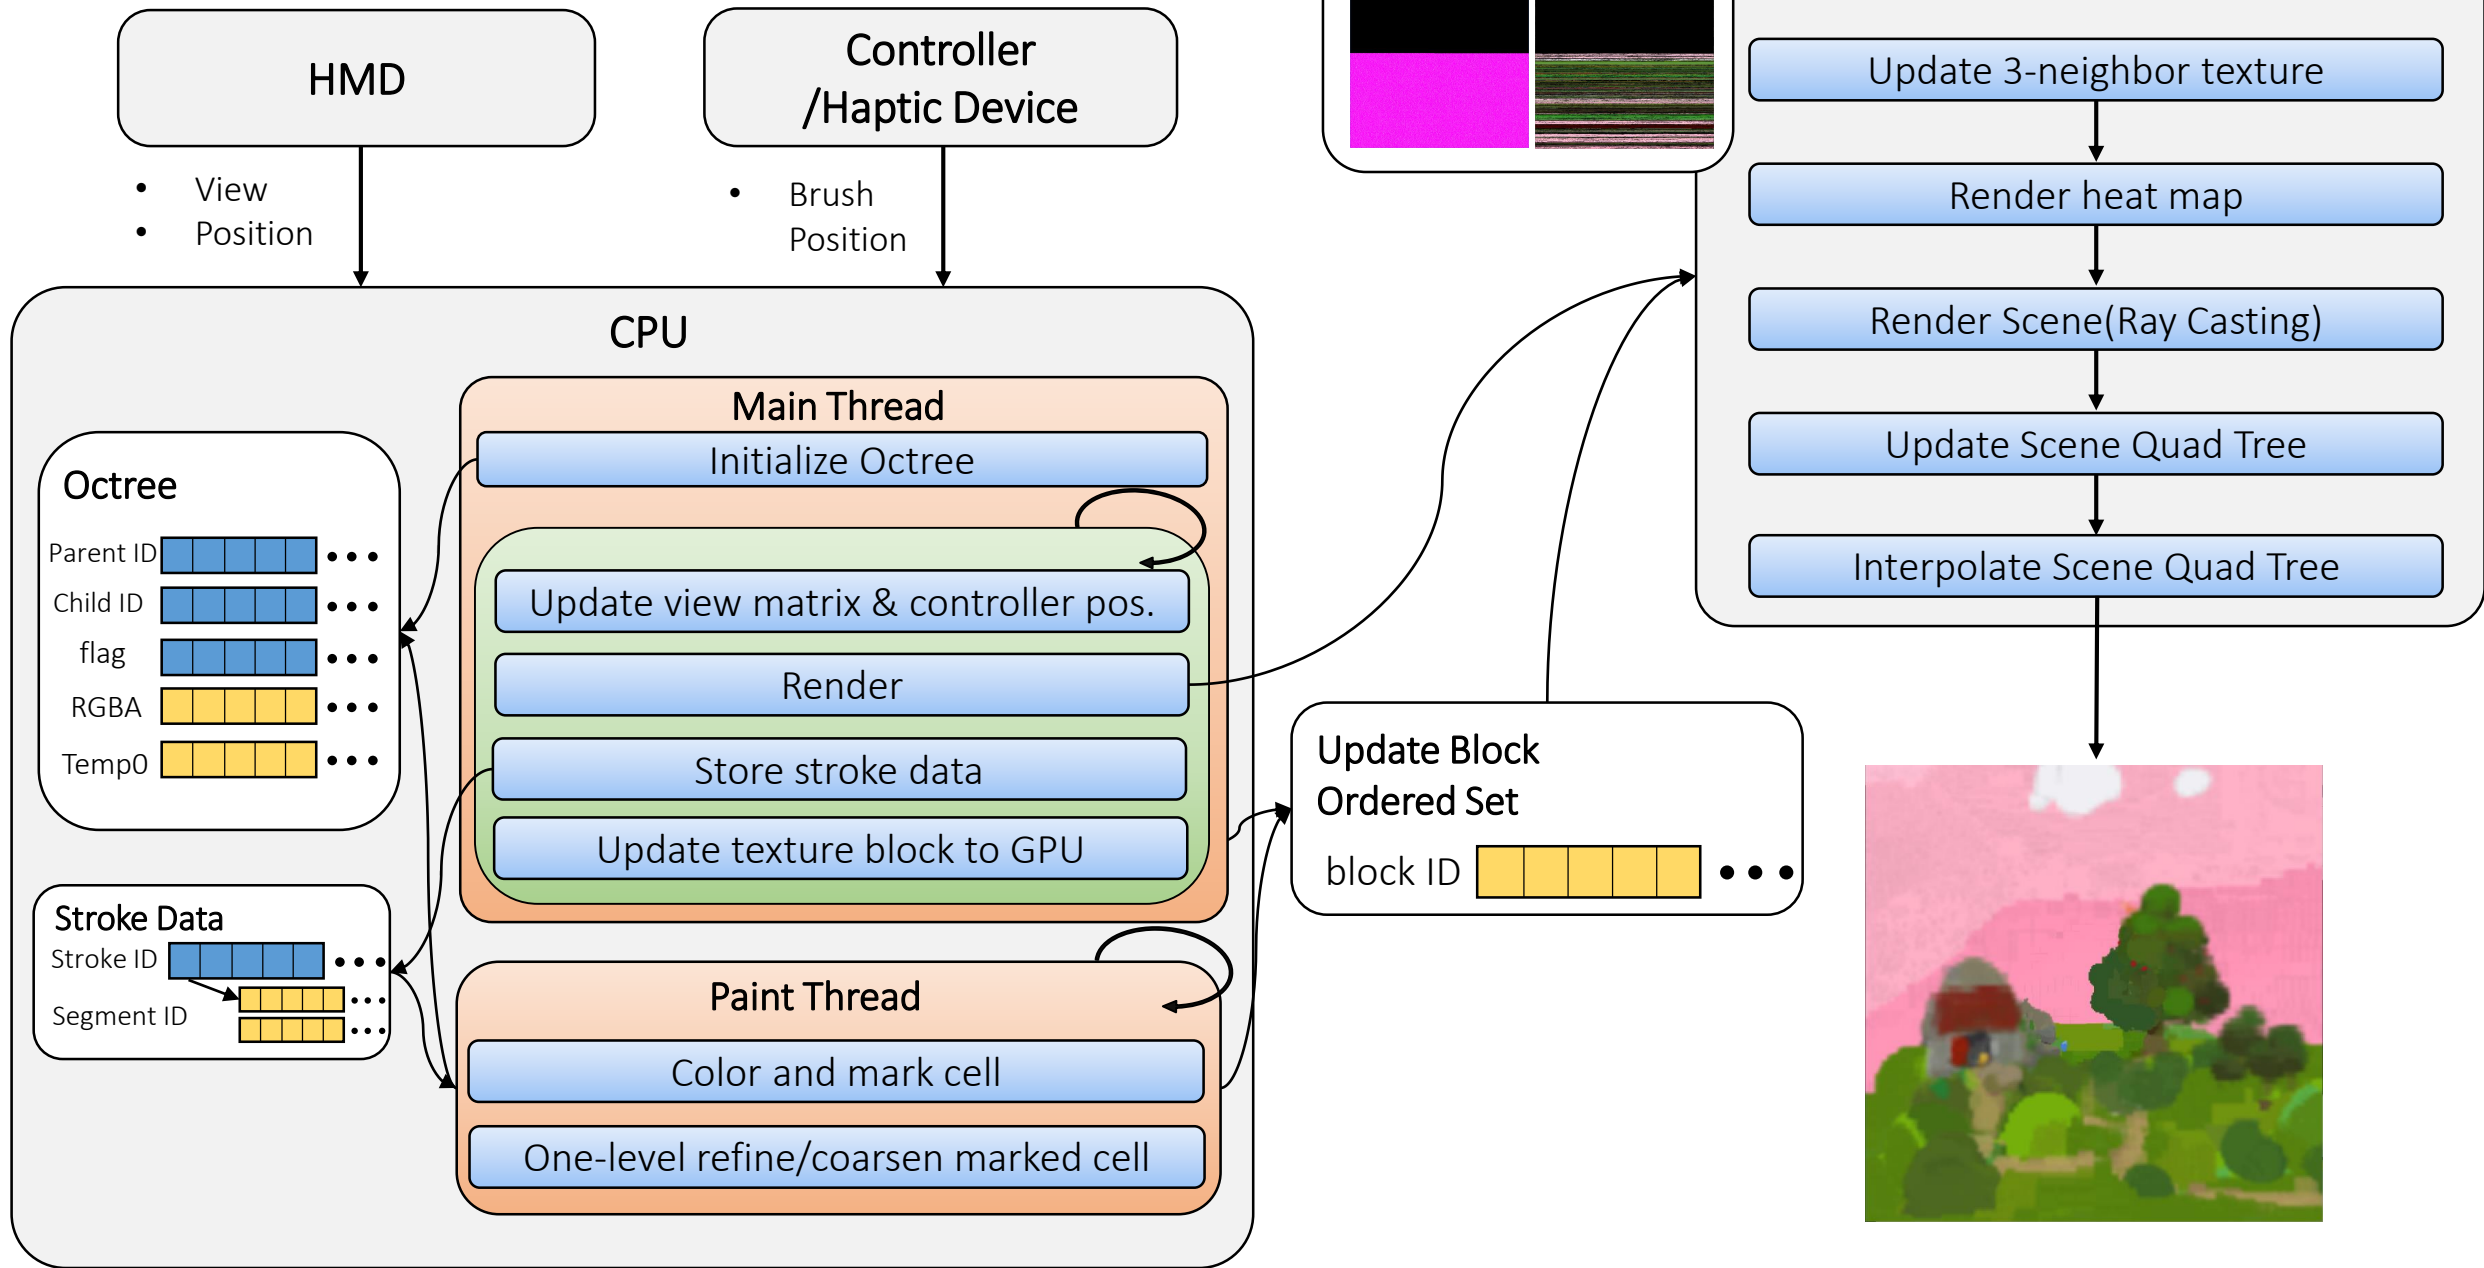 HMD
Controller
/Haptic Device
• View
• Position
• Brush
Position
CPU
Main Thread
Initialize Octree
Update view matrix & controller pos.
Render
Store stroke data
Update texture block to GPU
Octree
Parent ID
Child ID
flag
RGBA
Temp0
Stroke Data
Stroke ID
Segment ID
Paint Thread
Color and mark cell
One-level refine/coarsen marked cell
Update Block
Ordered Set
block ID
Update 3-neighbor texture
Render heat map
Render Scene(Ray Casting)
Update Scene Quad Tree
Interpolate Scene Quad Tree